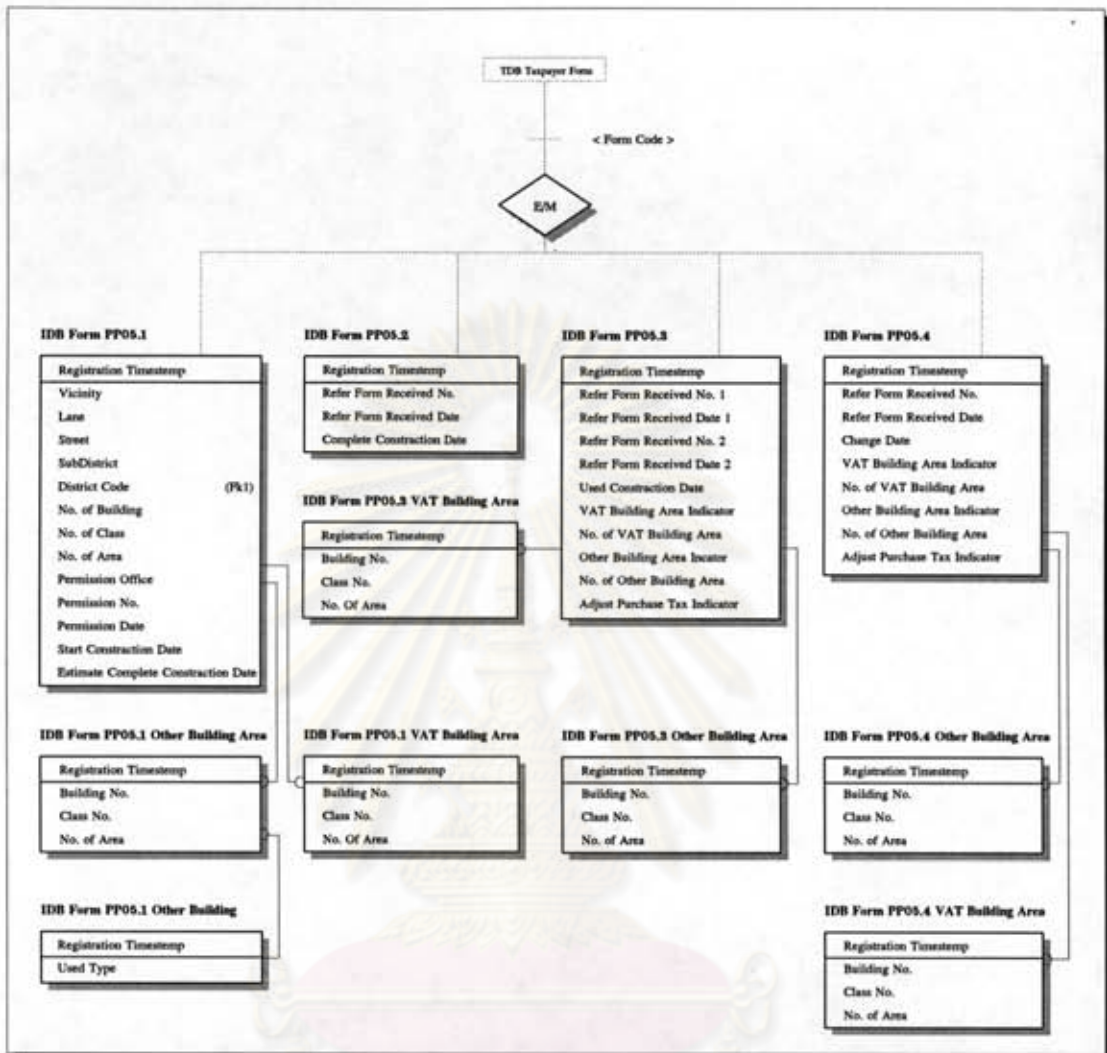 TDB Taxpayer Form
< Form Code >
E/M
IDB Form PP05.1
Registration Timestemp
Vicinity
Lane
Street
SubDistrict
District Code (Fk1)
No. of Building
No. of Class
No. of Area
Permission Office
Permission No.
Permission Date
Start Construction Date
Estimate Complete Construction Date
IDB Form PP05.2
Registration Timestemp
Refer Form Received No.
Refer Form Received Date
Complete Construction Date
IDB Form PP05.3 VAT Building Area
Registration Timestemp
Building No.
Class No.
No. Of Area
IDB Form PP05.3
Registration Timestemp
Refer Form Received No. 1
Refer Form Received Date 1
Refer Form Received No. 2
Refer Form Received Date 2
Used Construction Date
VAT Building Area Indicator
No. of VAT Building Area
Other Building Area Incator
No. of Other Building Area
Adjust Purchase Tax Indicator
IDB Form PP05.4
Registration Timestemp
Refer Form Received No.
Refer Form Received Date
Change Date
VAT Building Area Indicator
No. of VAT Building Area
Other Building Area Indicator
No. of Other Building Area
Adjust Purchase Tax Indicator
IDB Form PP05.1 Other Building Area
Registration Timestemp
Building No.
Class No.
No. of Area
IDB Form PP05.1 VAT Building Area
Registration Timestemp
Building No.
Class No.
No. Of Area
IDB Form PP05.3 Other Building Area
Registration Timestemp
Building No.
Class No.
No. of Area
IDB Form PP05.4 Other Building Area
Registration Timestemp
Building No.
Class No.
No. of Area
IDB Form PP05.1 Other Building
Registration Timestemp
Used Type
IDB Form PP05.4 VAT Building Area
Registration Timestemp
Building No.
Class No.
No. of Area